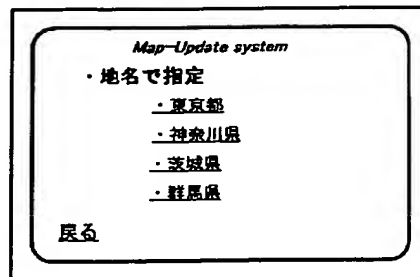 Map-Update system
・地名で指定
・東京都
・神奈川県
・茨城県
・群馬県
戻る